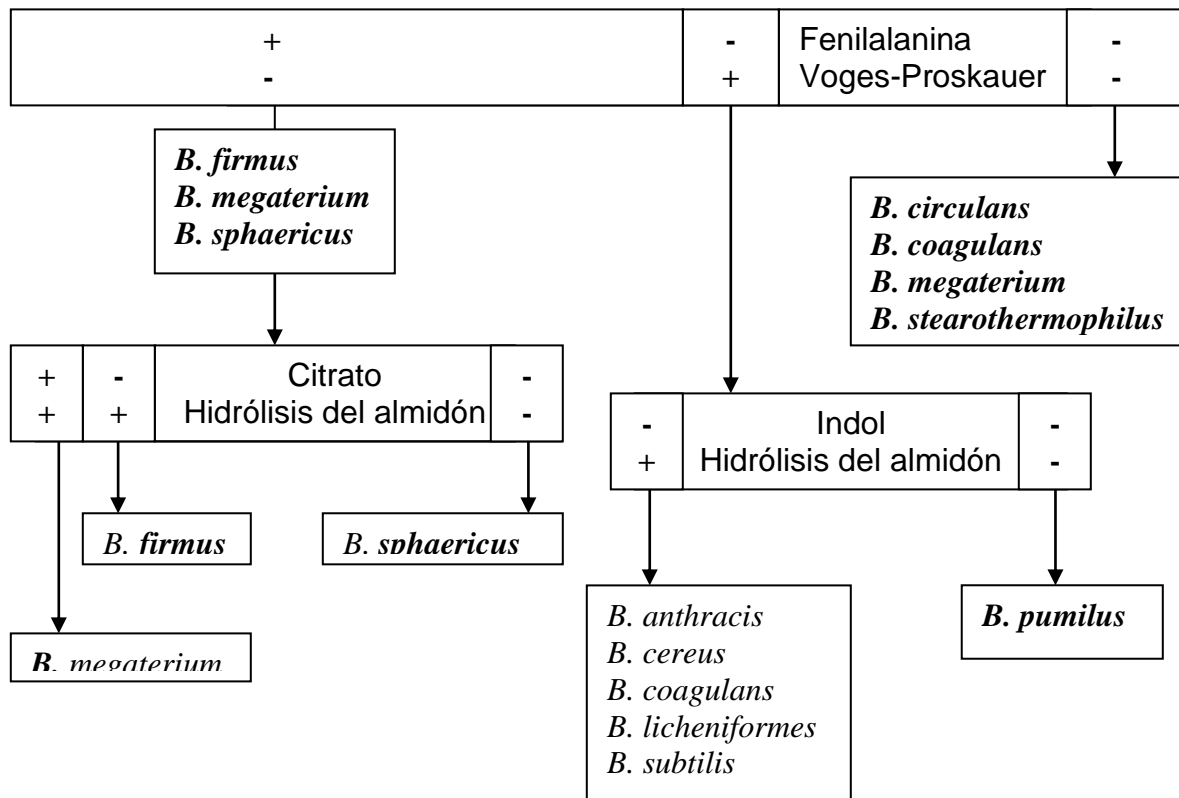 + - Fenilalanina -
- + Voges-Proskauer -
B. firmus
B. megaterium
B. sphaericus
B. circulans
B. coagulans
B. megaterium
B. stearothermophilus
+ - Citrato -
+ + Hidrólisis del almidón -
- Indol -
+ Hidrólisis del almidón -
B. firmus
B. sphaericus
B. megaterium
B. anthracis
B. cereus
B. coagulans
B. licheniformes
B. subtilis
B. pumilus